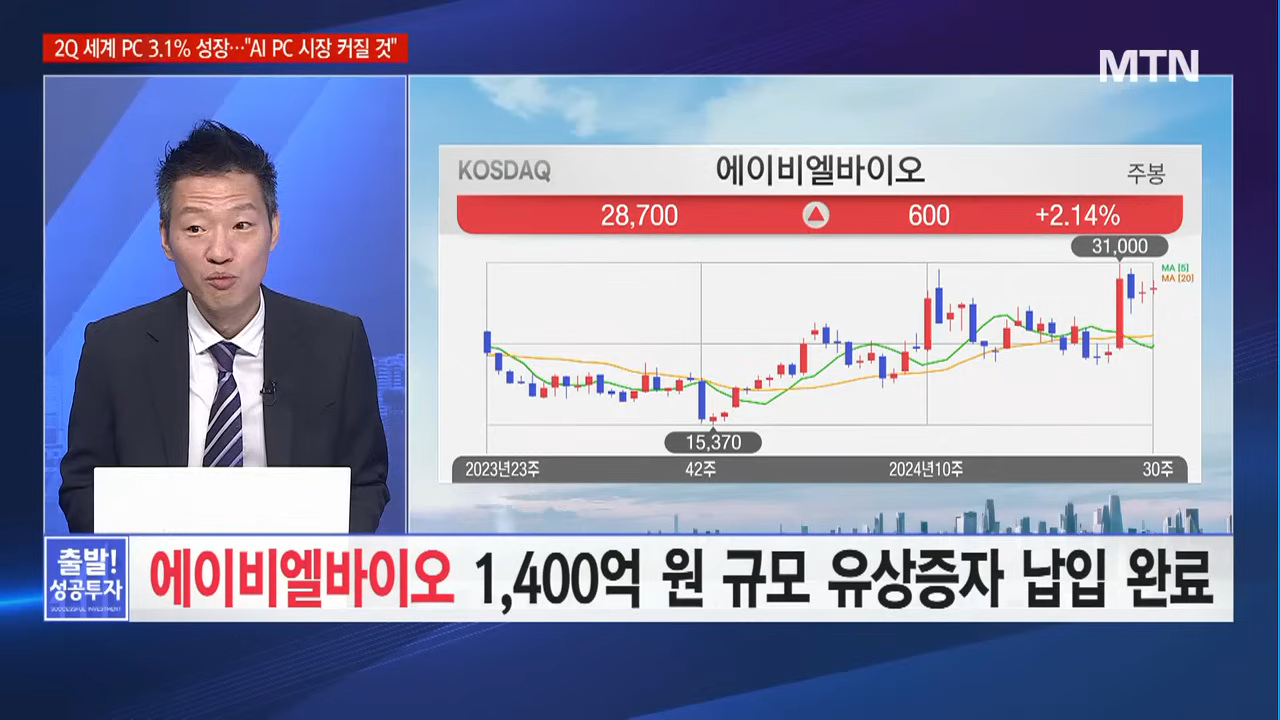 2Q 세계 PC 3.1% 성장…"AI PC 시장 커질 것"
MTN
KOSDAQ 에이비엘바이오 주봉
28,700 600 +2.14%
31,000
MA [5]
MA [20]
15,370
2023년23주 42주 2024년10주 30주
출발!
성공투자
SUCCESSFUL INVESTMENT
에이비엘바이오 1,400억 원 규모 유상증자 납입 완료